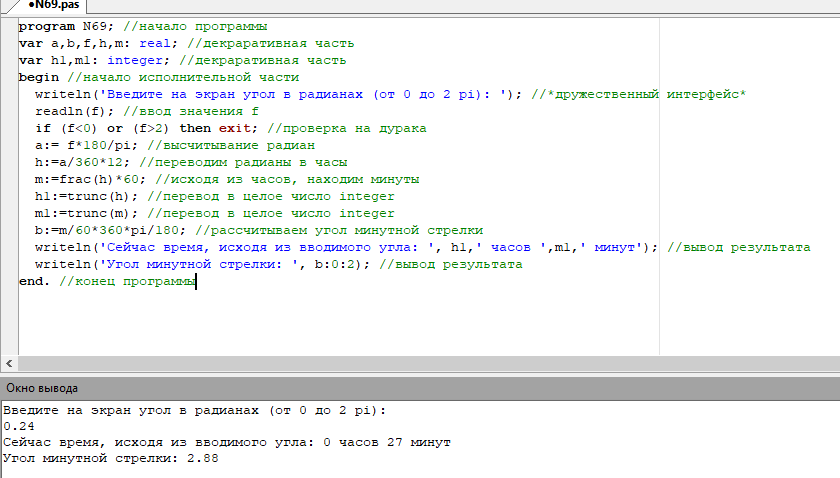 •N69.pas
program N69; //начало программы
var a,b,f,h,m: real; //декраративная часть
var h1,m1: integer; //декраративная часть
begin //начало исполнительной части
writeln('Введите на экран угол в радианах (от 0 до 2 pi): '); //*дружественный интерфейс*
readln(f); //ввод значения f
if (f<0) or (f>2) then exit; //проверка на дурака
a:= f*180/pi; //высчитывание радиан
h:=a/360*12; //переводим радианы в часы
m:=frac(h)*60; //исходя из часов, находим минуты
h1:=trunc(h); //перевод в целое число integer
m1:=trunc(m); //перевод в целое число integer
b:=m/60*360*pi/180; //рассчитываем угол минутной стрелки
writeln('Сейчас время, исходя из вводимого угла: ', h1,' часов ',m1,' минут'); //вывод результата
writeln('Угол минутной стрелки: ', b:0:2); //вывод результата
end. //конец программы
Окно вывода
Введите на экран угол в радианах (от 0 до 2 pi):
0.24
Сейчас время, исходя из вводимого угла: 0 часов 27 минут
Угол минутной стрелки: 2.88